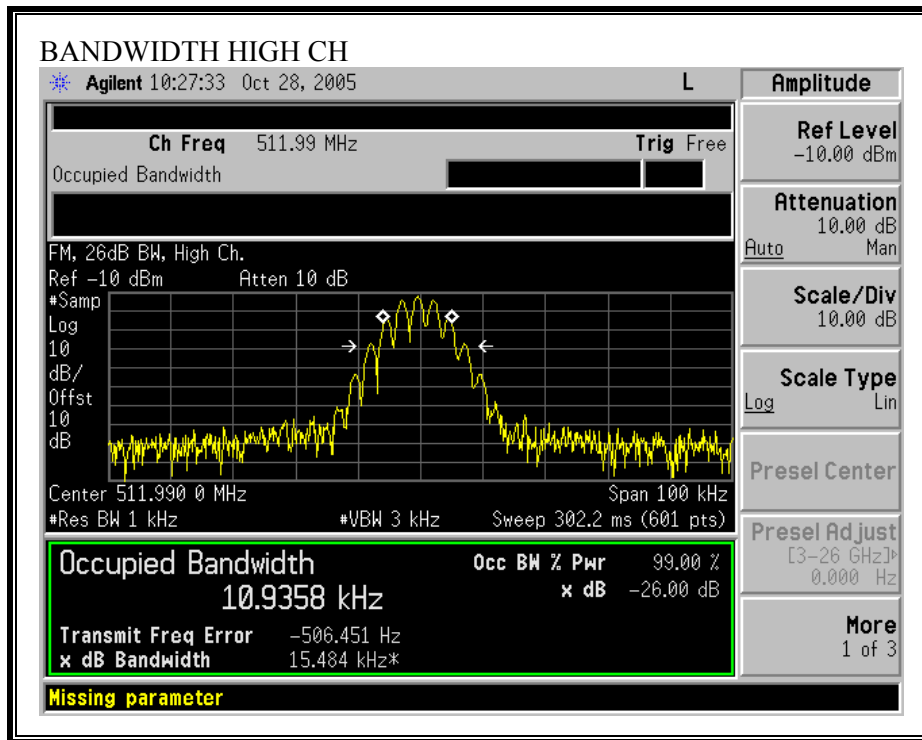 BANDWIDTH HIGH CH
Agilent 10:27:33 Oct 28, 2005 L
Amplitude
Ch Freq 511.99 MHz Trig Free
Occupied Bandwidth
Ref Level
-10.00 dBm
Attenuation
10.00 dB
Auto Man
Scale/Div
10.00 dB
Scale Type
Log Lin
Presel Center
Presel Adjust
[3-26 GHz]
0.000 Hz
More
1 of 3
FM, 26dB BW, High Ch.
Ref -10 dBm Atten 10 dB
#Samp
Log
10
dB/
Offst
10
dB
Center 511.990 0 MHz Span 100 kHz
#Res BW 1 kHz #VBW 3 kHz Sweep 302.2 ms (601 pts)
Occupied Bandwidth Occ BW % Pwr 99.00 %
10.9358 kHz x dB -26.00 dB
Transmit Freq Error -506.451 Hz
x dB Bandwidth 15.484 kHz*
Missing parameter